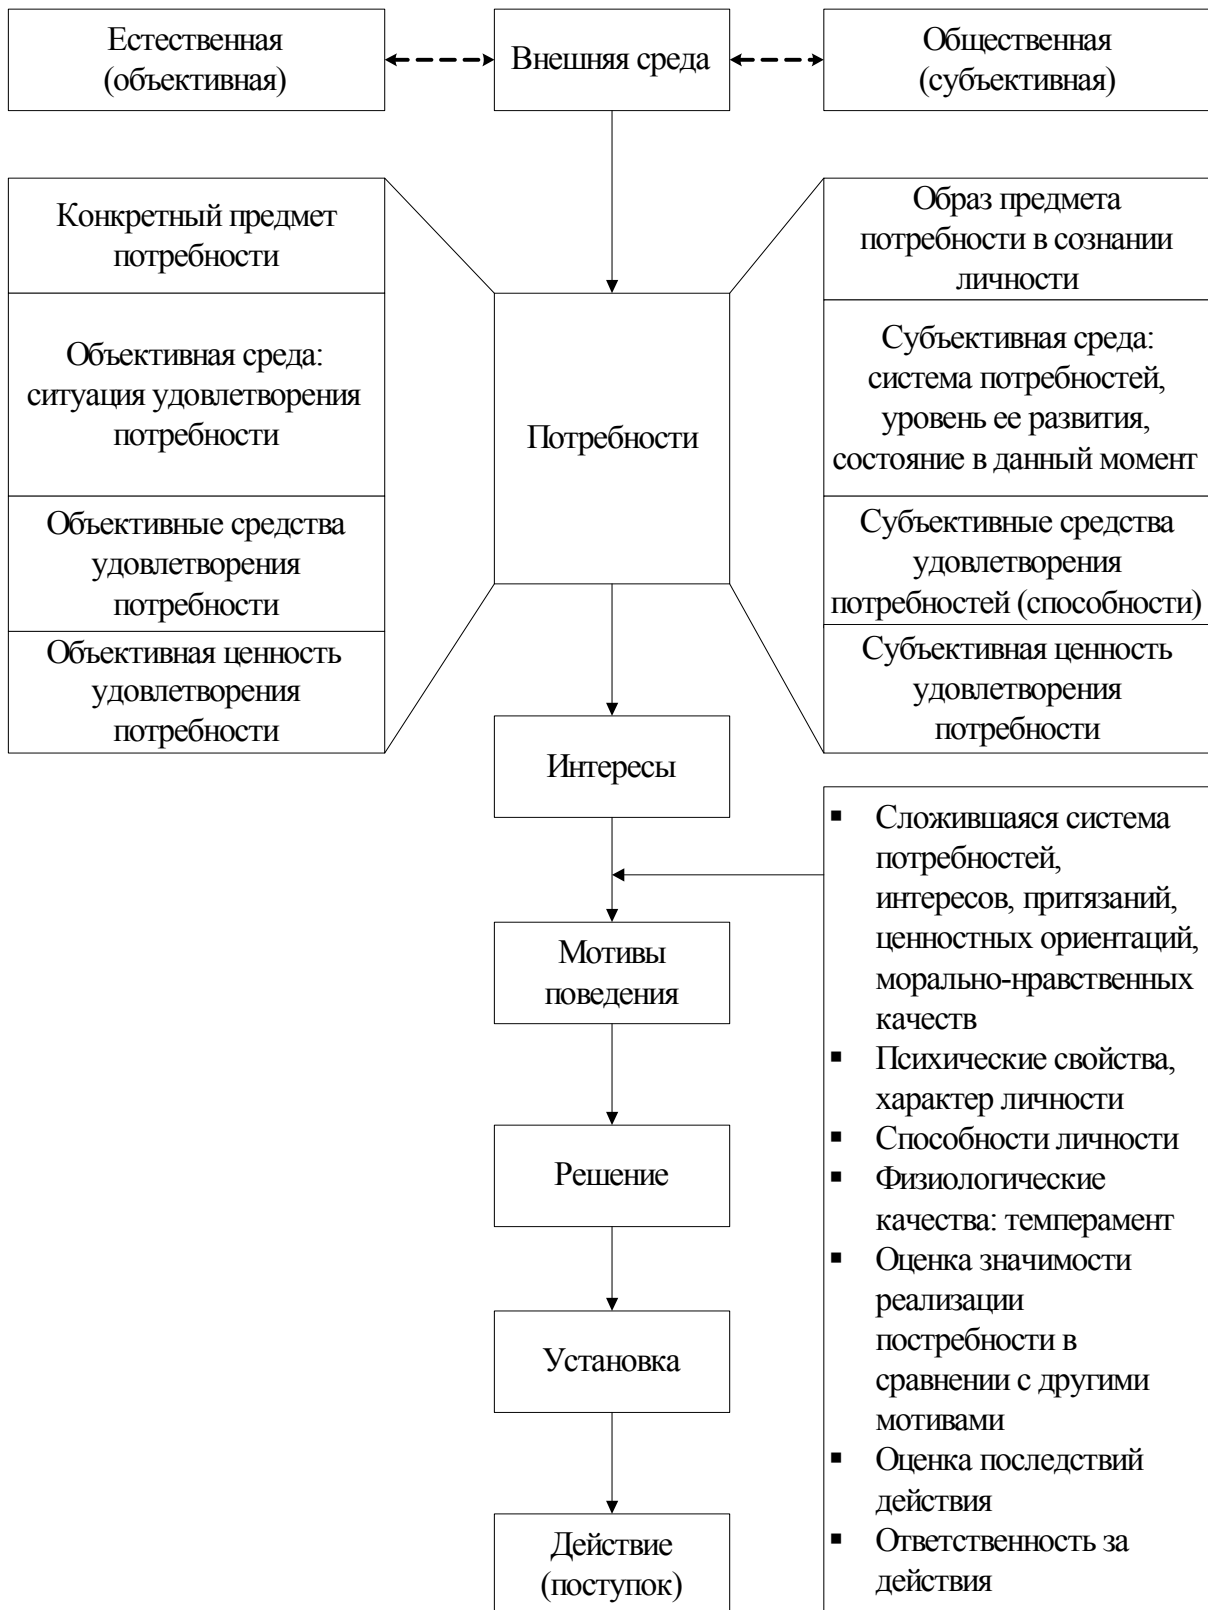 Естественная
(объективная)
Внешняя среда
Общественная
(субъективная)
Конкретный предмет
потребности
Объективная среда:
ситуация удовлетворения
потребности
Объективные средства
удовлетворения
потребности
Объективная ценность
удовлетворения
потребности
Потребности
Образ предмета
потребности в сознании
личности
Субъективная среда:
система потребностей,
уровень ее развития,
состояние в данный момент
Субъективные средства
удовлетворения
потребностей (способности)
Субъективная ценность
удовлетворения
потребности
Интересы
Мотивы
поведения
Решение
Установка
Действие
(поступок)
▪ Сложившаяся система
потребностей,
интересов, притязаний,
ценностных ориентаций,
морально-нравственных
качеств
▪ Психические свойства,
характер личности
▪ Способности личности
▪ Физиологические
качества: темперамент
▪ Оценка значимости
реализации
постребности в
сравнении с другими
мотивами
▪ Оценка последствий
действия
▪ Ответственность за
действия